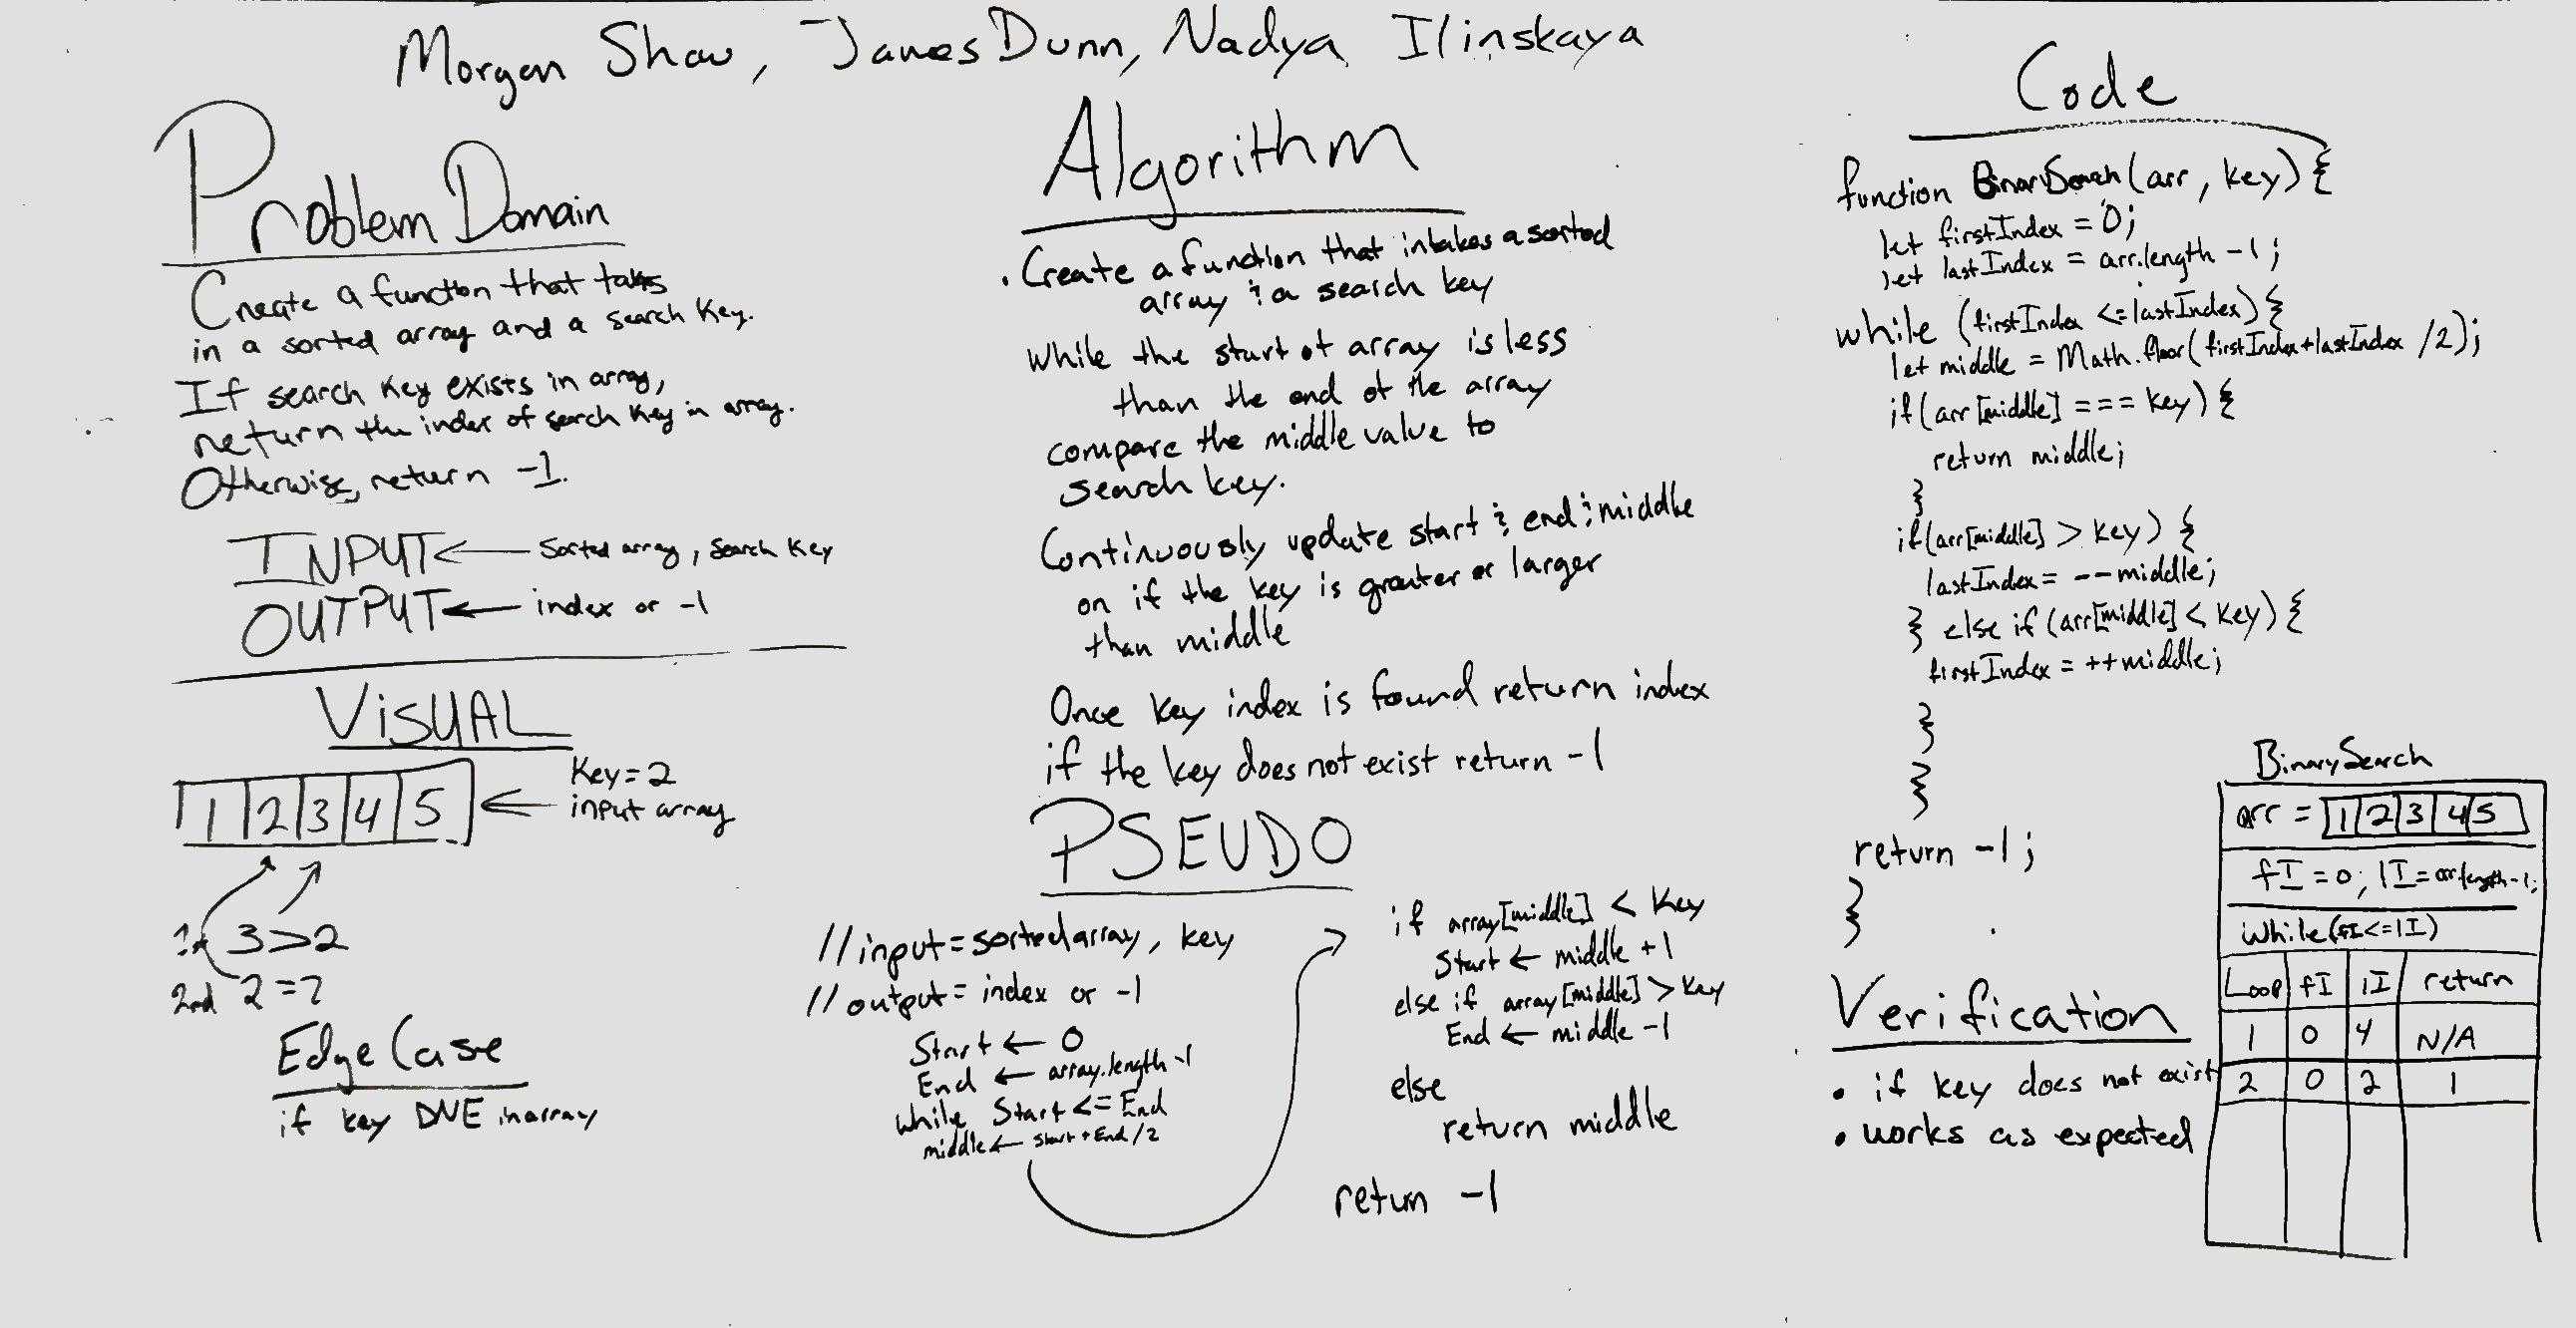 Morgan Shaw, James Dunn, Nadya Ilinskaya
Problem Domain
Create a function that takes
in a sorted array and a search key.
If search key exists in array,
return the index of search key in array.
Otherwise, return -1.
INPUT ← sorted array, search key
OUTPUT ← index or -1
VISUAL
1 2 3 4 5
Key = 2
← input array
1st 3 > 2
2nd 2 = 2
Edge Case
if key DNE in array
Algorithm
. Create a function that intakes a sorted
array & a search key
while the start of array is less
than the end of the array
compare the middle value to
search key.
Continuously update start & end & middle
on if the key is greater or larger
than middle
Once key index is found return index
if the key does not exist return -1
PSEUDO
// input = sorted array, key
// output = index or -1
Start ← 0
End ← array.length -1
while Start <= End
middle ← start + End / 2
if array[middle] < Key
Start ← middle +1
else if array[middle] > Key
End ← middle -1
else
return middle
return -1
Code
function BinarySearch(arr, key) {
let firstIndex = 0;
let lastIndex = arr.length -1;
while (firstIndex <= lastIndex) {
let middle = Math.floor(firstIndex+lastIndex /2);
if(arr[middle] === key) {
return middle;
}
if(arr[middle] > key) {
lastIndex = --middle;
} else if (arr[middle] < key) {
firstIndex = ++middle;
}
}
return -1;
}
Verification
• if key does not exist
• works as expected
BinarySearch
arr = 1 2 3 4 5
fI = 0; lI = arr.length-1;
while(fI <= lI)
Loop fI lI return
1 0 4 N/A
2 0 2 1